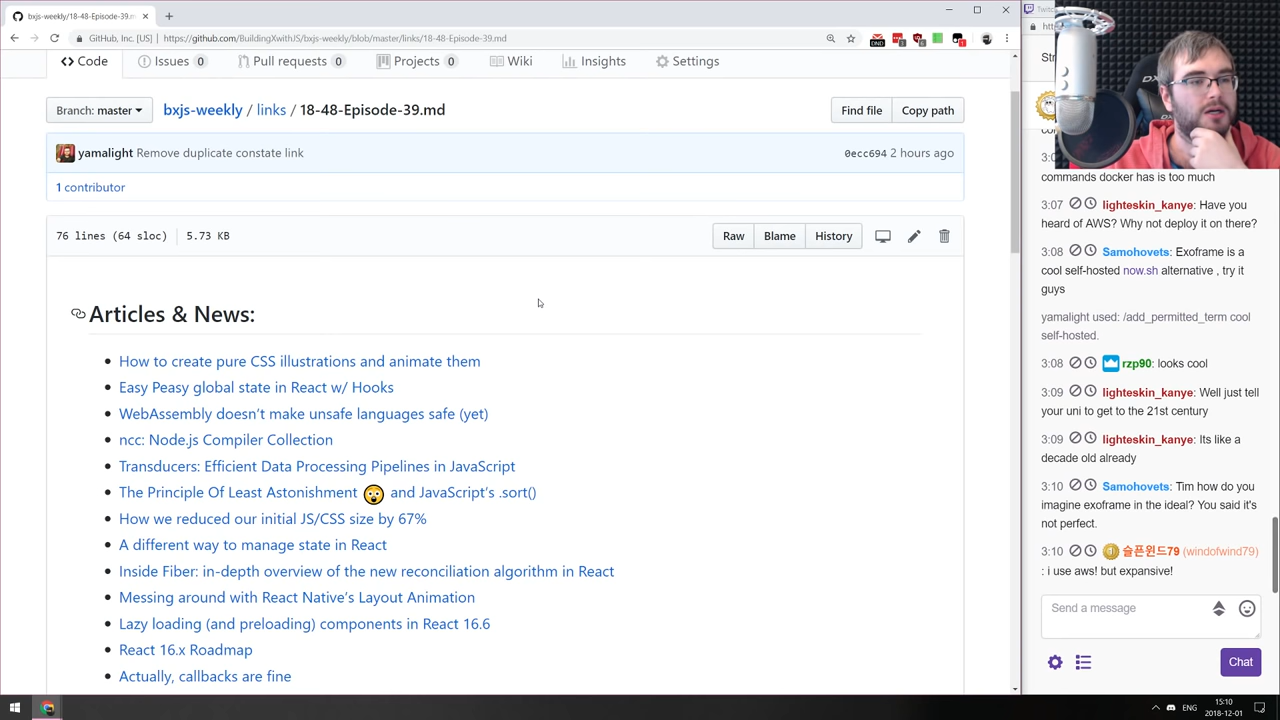 bxjs-weekly/18-48-Episode-39.m
GitHub, Inc. [US] https://github.com/BuildingXwithJS/bxjs-weekly/blob/master/links/18-48-Episode-39.md
Code Issues 0 Pull requests 0 Projects 0 Wiki Insights Settings
Branch: master bxjs-weekly / links / 18-48-Episode-39.md Find file Copy path
yamalight Remove duplicate constate link 0ecc694 2 hours ago
1 contributor
76 lines (64 sloc) 5.73 KB Raw Blame History
Articles & News:
How to create pure CSS illustrations and animate them
Easy Peasy global state in React w/ Hooks
WebAssembly doesn’t make unsafe languages safe (yet)
ncc: Node.js Compiler Collection
Transducers: Efficient Data Processing Pipelines in JavaScript
The Principle Of Least Astonishment 😲 and JavaScript’s .sort()
How we reduced our initial JS/CSS size by 67%
A different way to manage state in React
Inside Fiber: in-depth overview of the new reconciliation algorithm in React
Messing around with React Native’s Layout Animation
Lazy loading (and preloading) components in React 16.6
React 16.x Roadmap
Actually, callbacks are fine
commands docker has is too much
3:07 lighteskin_kanye: Have you
heard of AWS? Why not deploy it on there?
3:08 Samohovets: Exoframe is a
cool self-hosted now.sh alternative , try it
guys
yamalight used: /add_permitted_term cool
self-hosted.
3:08 rzp90: looks cool
3:09 lighteskin_kanye: Well just tell
your uni to get to the 21st century
3:09 lighteskin_kanye: Its like a
decade old already
3:10 Samohovets: Tim how do you
imagine exoframe in the ideal? You said it's
not perfect.
3:10 슬픈윈드79 (windofwind79)
: i use aws! but expansive!
Send a message
Chat
ENG 15:10
2018-12-01